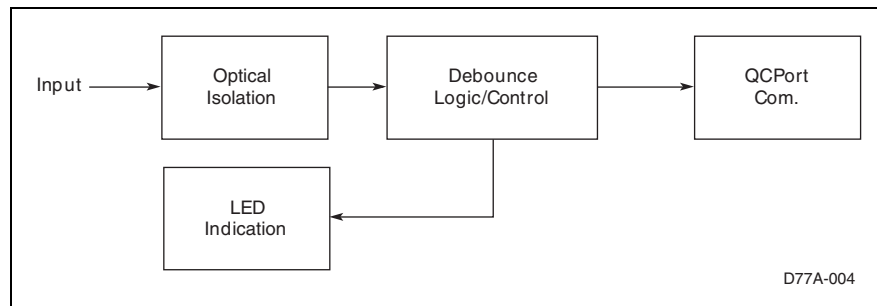 Input
Optical
Isolation
Debounce
Logic/Control
QCPort
Com.
LED
Indication
D77A-004